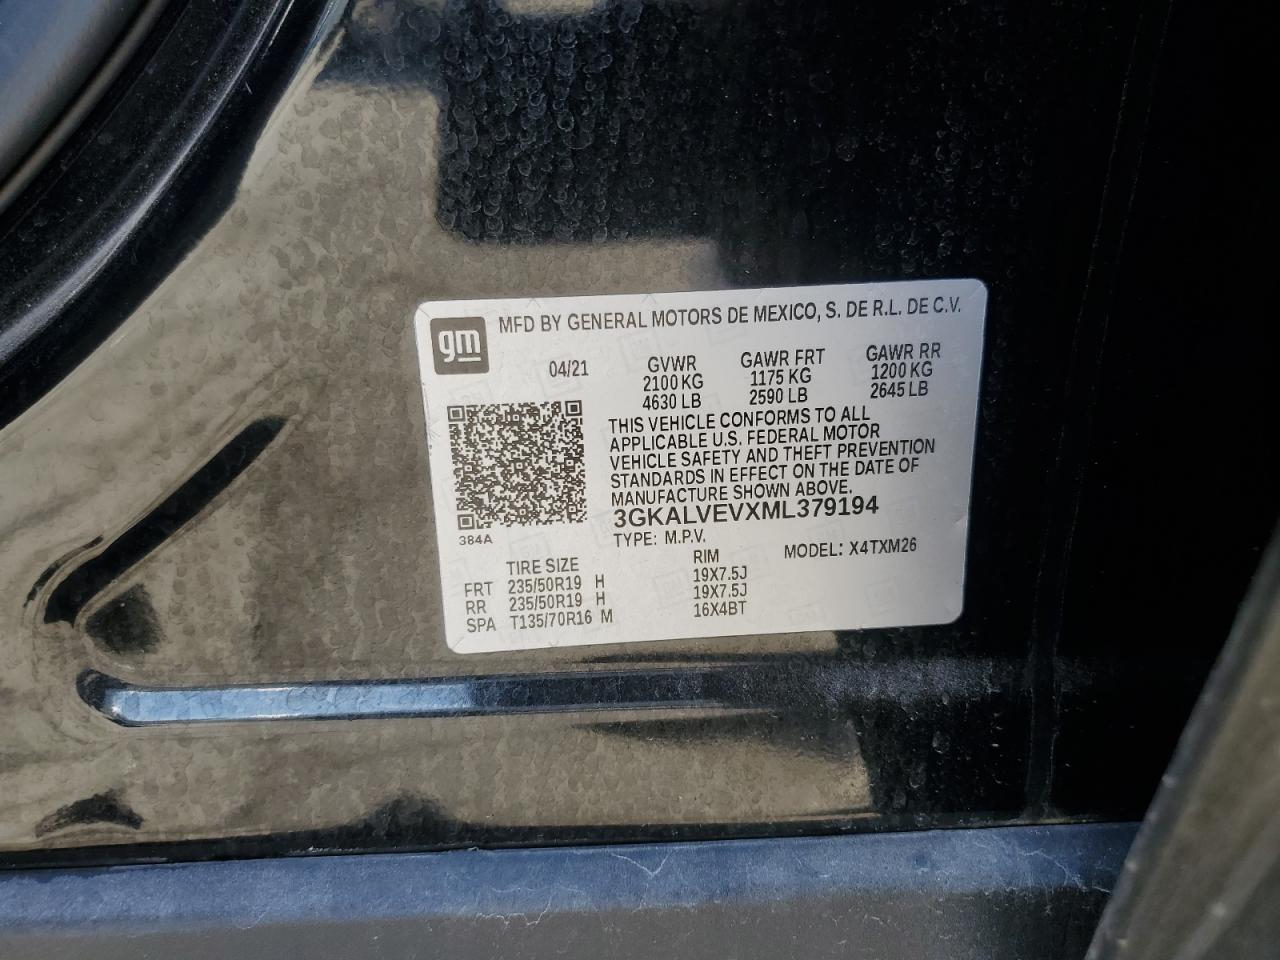 gm
MFD BY GENERAL MOTORS DE MEXICO, S. DE R.L. DE C.V.
04/21 GVWR GAWR FRT GAWR RR
2100 KG 1175 KG 1200 KG
4630 LB 2590 LB 2645 LB
THIS VEHICLE CONFORMS TO ALL
APPLICABLE U.S. FEDERAL MOTOR
VEHICLE SAFETY AND THEFT PREVENTION
STANDARDS IN EFFECT ON THE DATE OF
MANUFACTURE SHOWN ABOVE.
3GKALVEVXML379194
384A
TYPE: M.P.V. MODEL: X4TXM26
TIRE SIZE RIM
FRT 235/50R19 H 19X7.5J
RR 235/50R19 H 19X7.5J
SPA T135/70R16 M 16X4BT